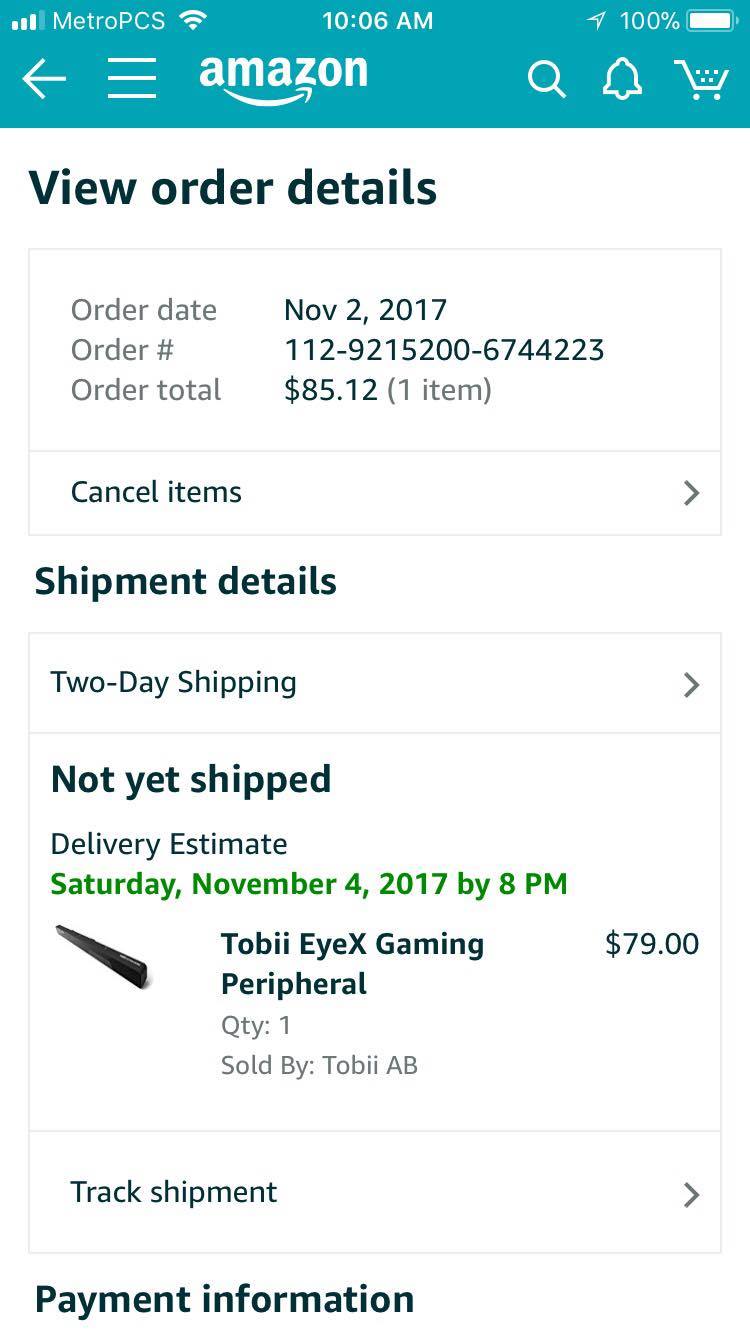 MetroPCS 10:06 AM 100%
amazon
View order details
Order date Nov 2, 2017
Order # 112-9215200-6744223
Order total $85.12 (1 item)
Cancel items
Shipment details
Two-Day Shipping
Not yet shipped
Delivery Estimate
Saturday, November 4, 2017 by 8 PM
Tobii EyeX Gaming $79.00
Peripheral
Qty: 1
Sold By: Tobii AB
Track shipment
Payment information